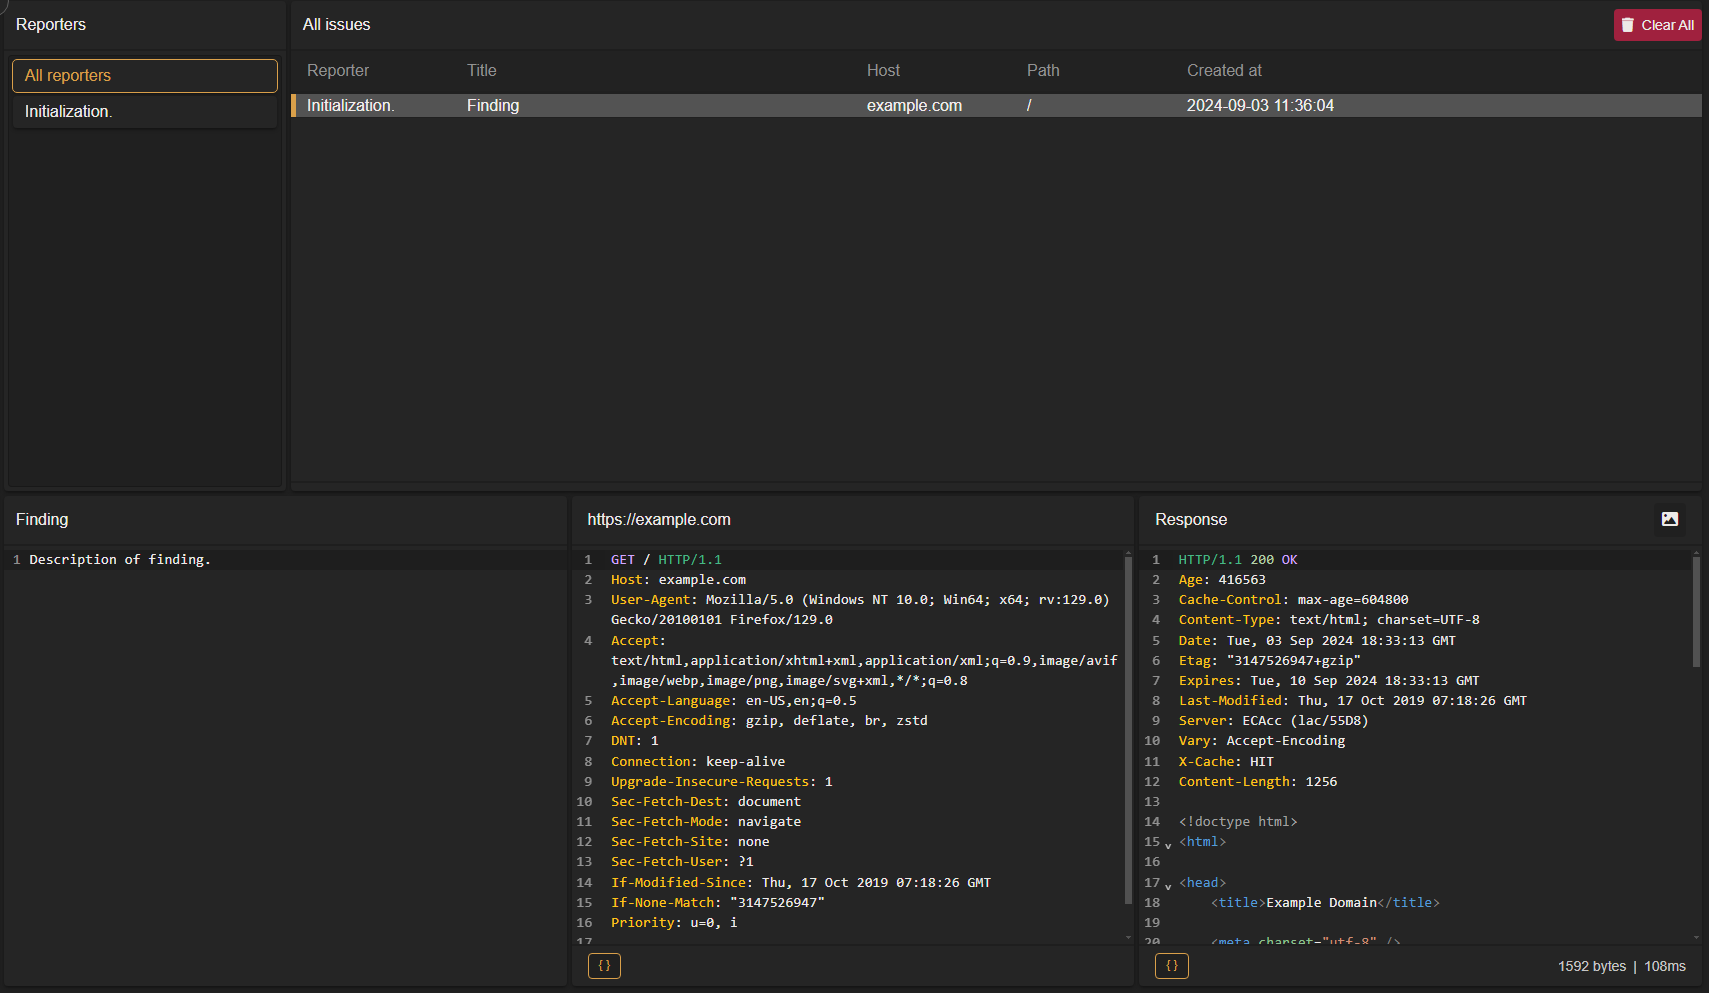 Reporters
All reporters
Initialization.
All issues
Clear All
Reporter Title Host Path Created at
Initialization. Finding example.com / 2024-09-03 11:36:04
Finding
1 Description of finding.
https://example.com
1 GET / HTTP/1.1
2 Host: example.com
3 User-Agent: Mozilla/5.0 (Windows NT 10.0; Win64; x64; rv:129.0)
Gecko/20100101 Firefox/129.0
4 Accept:
text/html,application/xhtml+xml,application/xml;q=0.9,image/avif
,image/webp,image/png,image/svg+xml,*/*;q=0.8
5 Accept-Language: en-US,en;q=0.5
6 Accept-Encoding: gzip, deflate, br, zstd
7 DNT: 1
8 Connection: keep-alive
9 Upgrade-Insecure-Requests: 1
10 Sec-Fetch-Dest: document
11 Sec-Fetch-Mode: navigate
12 Sec-Fetch-Site: none
13 Sec-Fetch-User: ?1
14 If-Modified-Since: Thu, 17 Oct 2019 07:18:26 GMT
15 If-None-Match: "3147526947"
16 Priority: u=0, i
17
{}
Response
1 HTTP/1.1 200 OK
2 Age: 416563
3 Cache-Control: max-age=604800
4 Content-Type: text/html; charset=UTF-8
5 Date: Tue, 03 Sep 2024 18:33:13 GMT
6 Etag: "3147526947+gzip"
7 Expires: Tue, 10 Sep 2024 18:33:13 GMT
8 Last-Modified: Thu, 17 Oct 2019 07:18:26 GMT
9 Server: ECAcc (lac/55D8)
10 Vary: Accept-Encoding
11 X-Cache: HIT
12 Content-Length: 1256
13
14 <!doctype html>
15 <html>
16
17 <head>
18 <title>Example Domain</title>
19
20 <meta charset="utf-8" />
{}
1592 bytes | 108ms